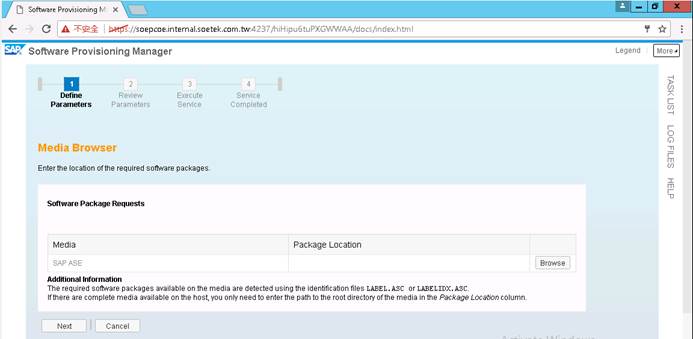 Software Provisioning M
不安全 https://soepcoe.internal.soetek.com.tw:4237/hiHipu6tuPXGWWAA/docs/index.html
SAP Software Provisioning Manager
Legend More
1 2 3 4
Define Parameters
Review Parameters
Execute Service
Service Completed
TASK LIST
LOG FILES
HELP
Media Browser
Enter the location of the required software packages.
Software Package Requests
Media Package Location
SAP ASE Browse
Additional Information
The required software packages available on the media are detected using the identification files LABEL.ASC or LABELIDX.ASC.
If there are complete media available on the host, you only need to enter the path to the root directory of the media in the Package Location column.
Next Cancel
Activate Windows